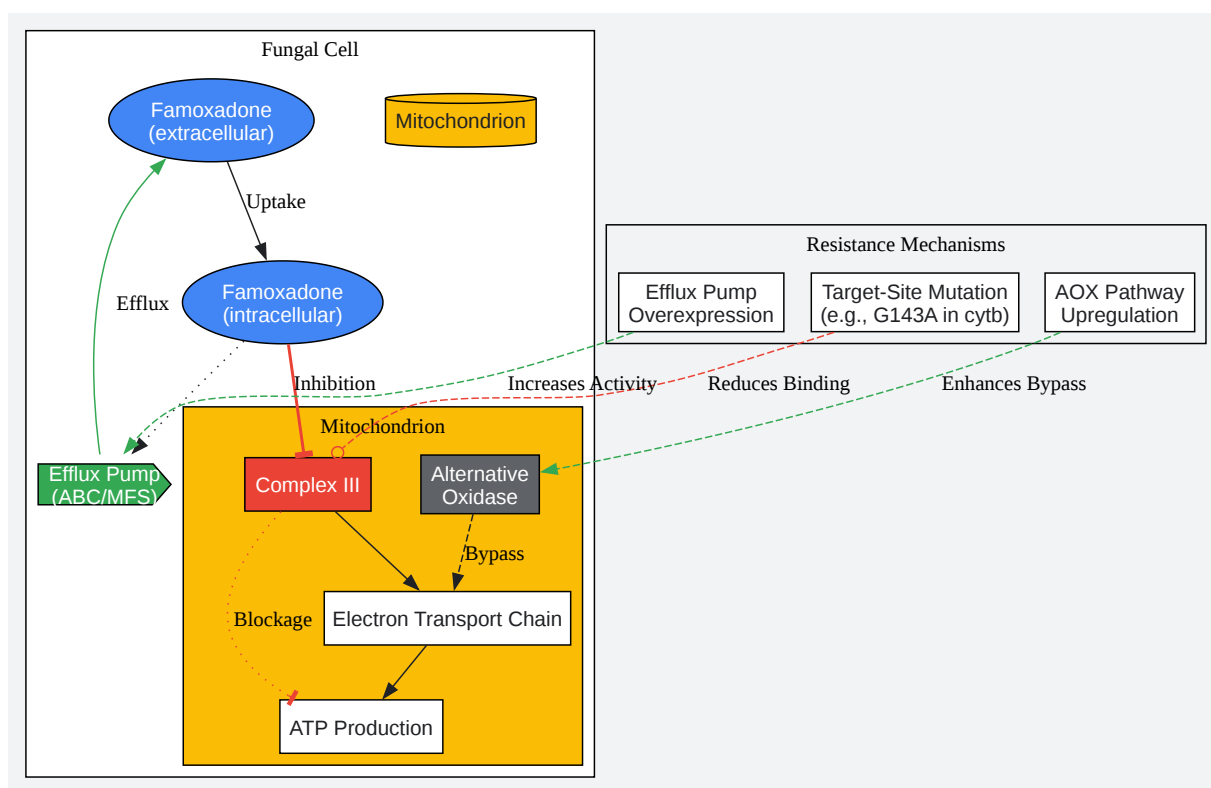 Fungal Cell
Famoxadone
(extracellular)
Mitochondrion
Uptake
Resistance Mechanisms
Efflux
Famoxadone
(intracellular)
Efflux Pump
Overexpression
Target-Site Mutation
(e.g., G143A in cytb)
AOX Pathway
Upregulation
Inhibition
Increases Activity
Reduces Binding
Enhances Bypass
Mitochondrion
Efflux Pump
(ABC/MFS)
Complex III
Alternative
Oxidase
Bypass
Blockage
Electron Transport Chain
ATP Production